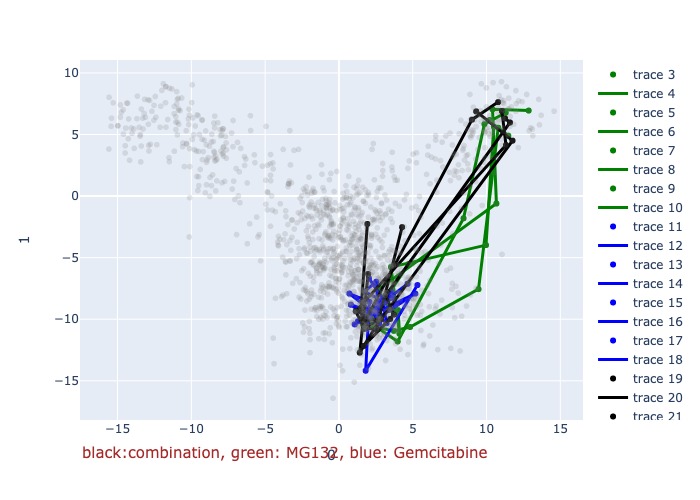 10
5
0
−5
−10
−15
1
−15
−10
−5
0
5
10
15
0
black:combination, green: MG132, blue: Gemcitabine
trace 3
trace 4
trace 5
trace 6
trace 7
trace 8
trace 9
trace 10
trace 11
trace 12
trace 13
trace 14
trace 15
trace 16
trace 17
trace 18
trace 19
trace 20
trace 21